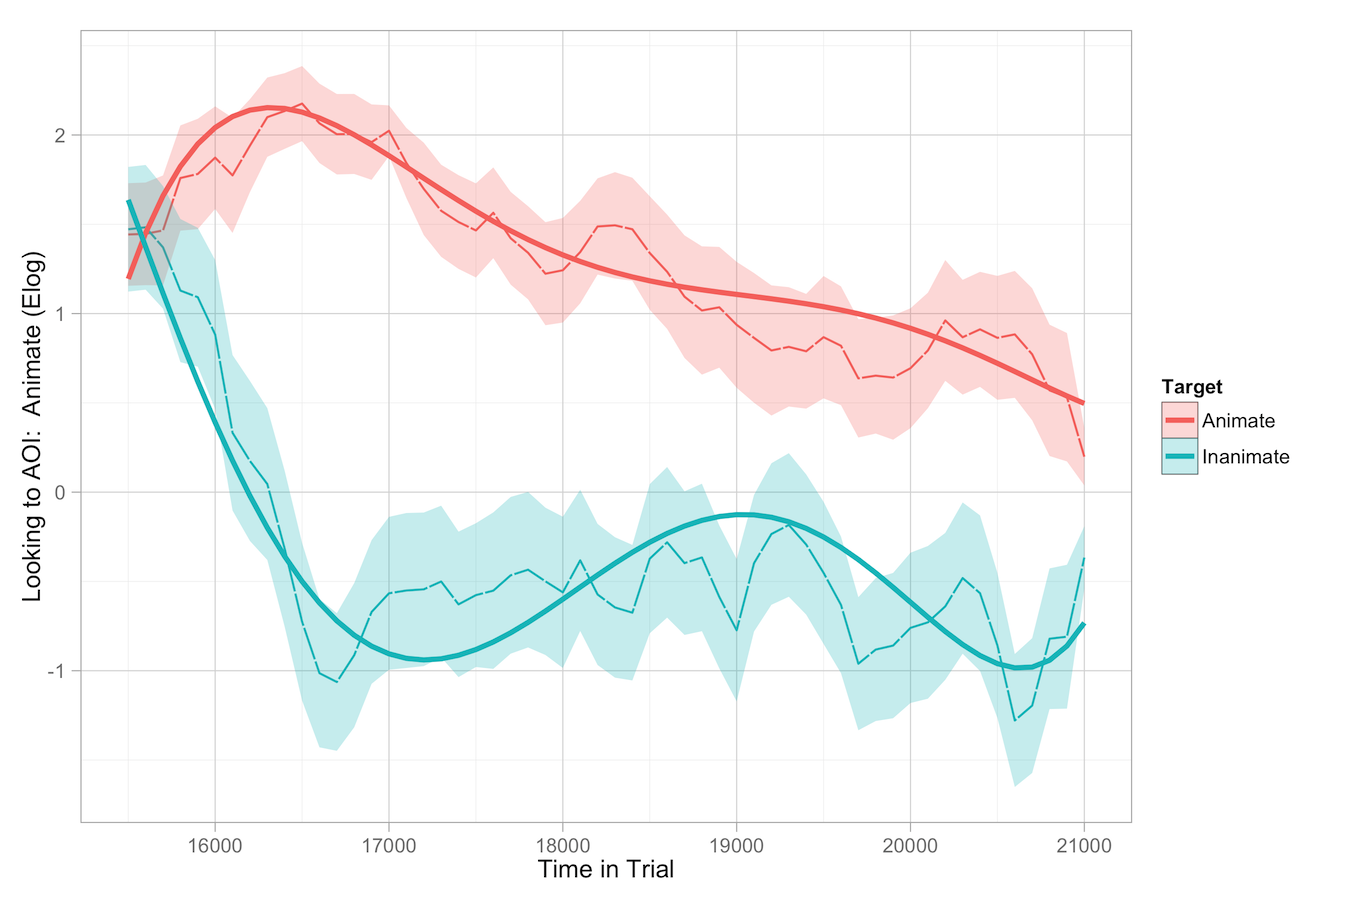 Looking to AOI:  Animate (Elog)
2
1
0
-1
16000 17000 18000 19000 20000 21000
Time in Trial
Target
Animate
Inanimate